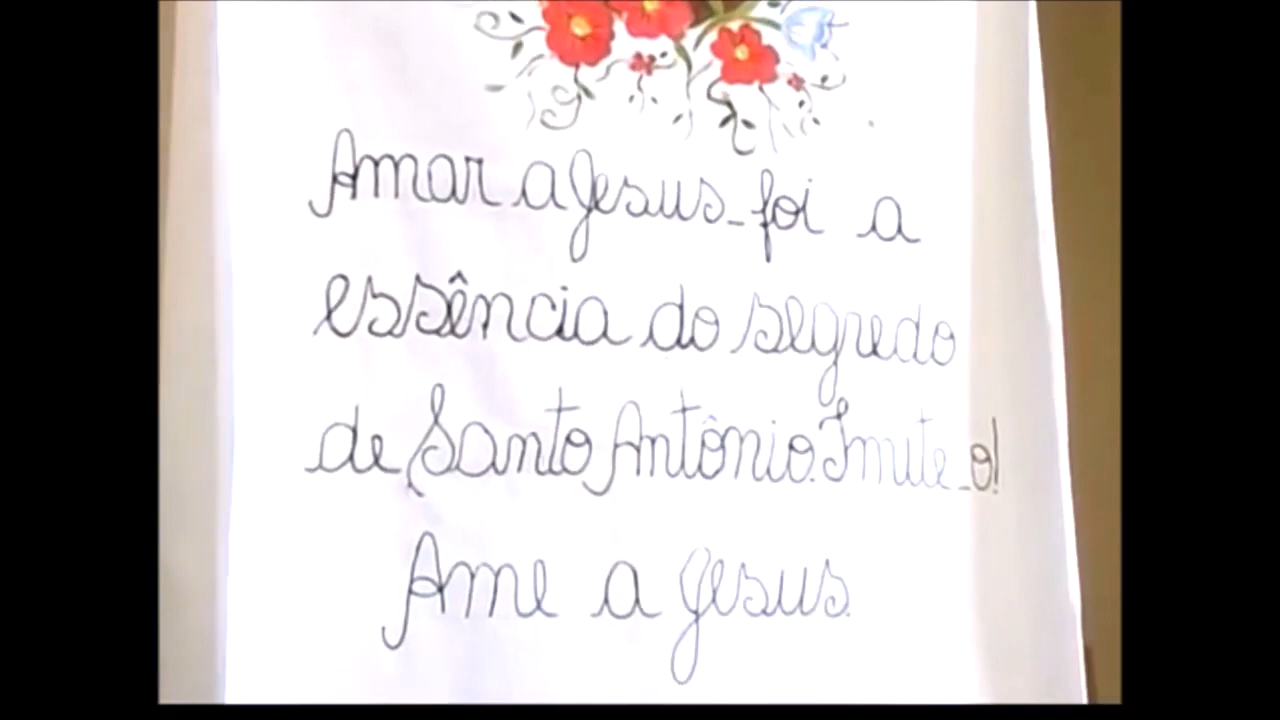 Amar a Jesus foi a
essência do segredo
de Santo Antônio. Imite-o!
Ame a Jesus.